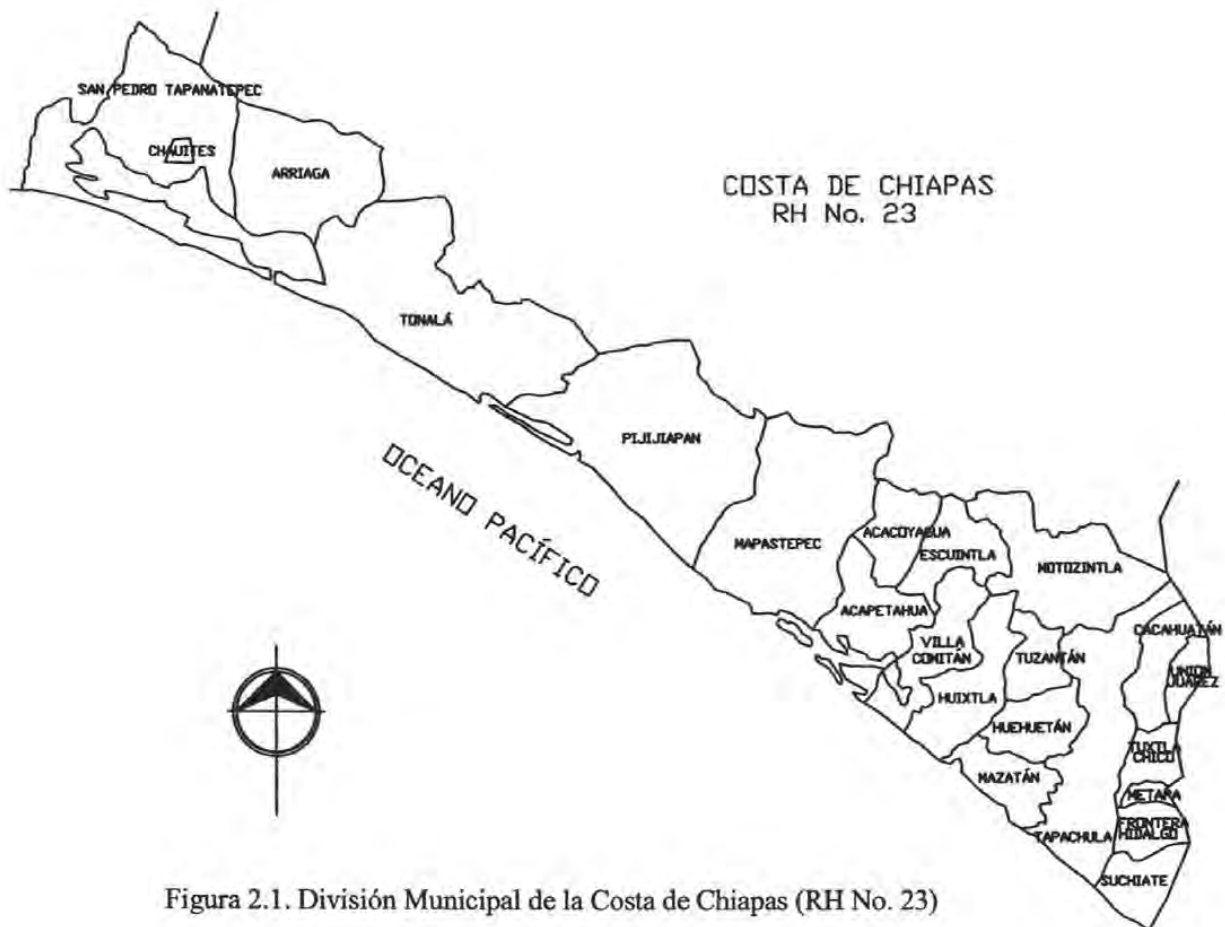 SAN PEDRO TAPANATEPEC
CHAUITES
ARRIAGA
COSTA DE CHIAPAS
RH No. 23
TONALÁ
PIJIJIAPAN
OCEANO PACÍFICO
MAPASTEPEC
ACACOYAGUA
ESCUINTLA
MOTOZINTLA
ACAPETAHUA
VILLA
COMITÁN
TUZANTÁN
CACAHUATÁN
UNION
JUAREZ
HUIXTLA
HUEHUETÁN
TUXTLA
CHICO
MAZATÁN
METAPA
TAPACHULA
FRONTERA
HIDALGO
SUCHIATE
Figura 2.1. División Municipal de la Costa de Chiapas (RH No. 23)